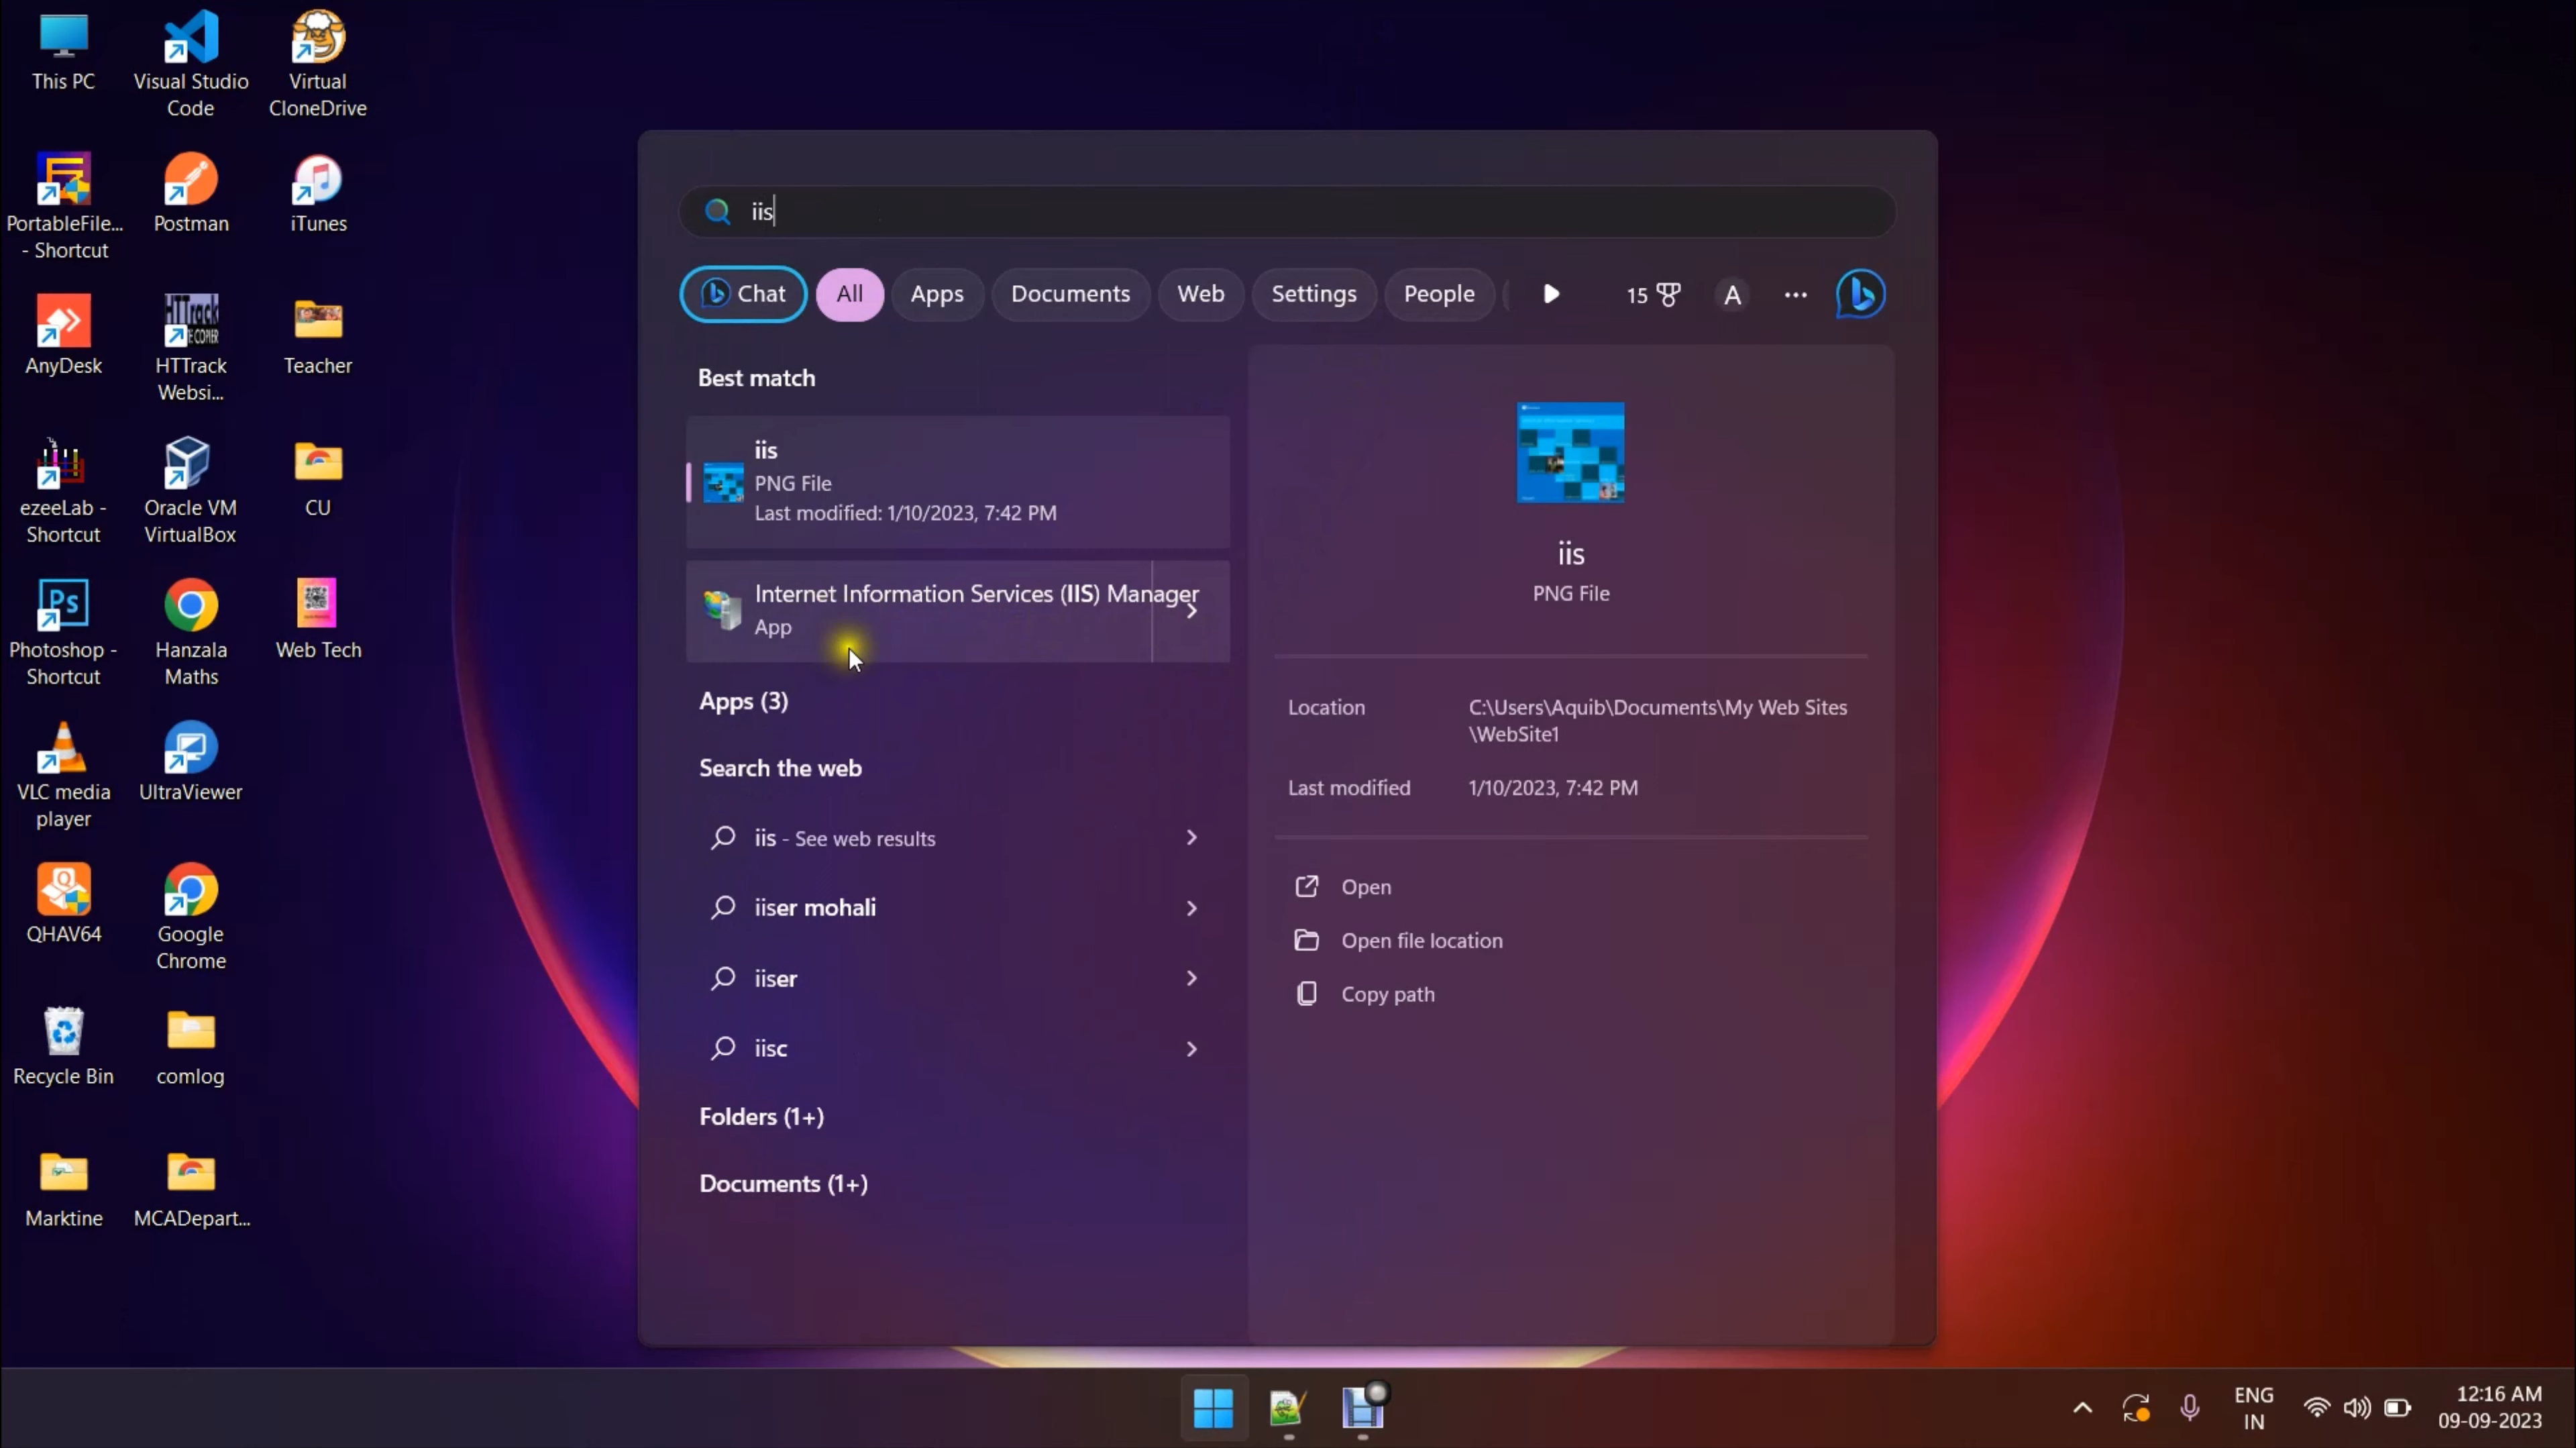 This PC
Visual Studio
Code
Virtual
CloneDrive
PortableFile...
- Shortcut
Postman
iTunes
AnyDesk
HTTrack
Websi...
Teacher
ezeeLab -
Shortcut
Oracle VM
VirtualBox
CU
Photoshop -
Shortcut
Hanzala
Maths
Web Tech
VLC media
player
UltraViewer
QHAV64
Google
Chrome
Recycle Bin
comlog
Marktine
MCADepart...
iis
Chat
All
Apps
Documents
Web
Settings
People
15
A
Best match
iis
PNG File
Last modified: 1/10/2023, 7:42 PM
Internet Information Services (IIS) Manager
App
Apps (3)
Search the web
iis - See web results
iiser mohali
iiser
iisc
Folders (1+)
Documents (1+)
iis
PNG File
Location
C:\Users\Aquib\Documents\My Web Sites
\WebSite1
Last modified
1/10/2023, 7:42 PM
Open
Open file location
Copy path
ENG
IN
12:16 AM
09-09-2023